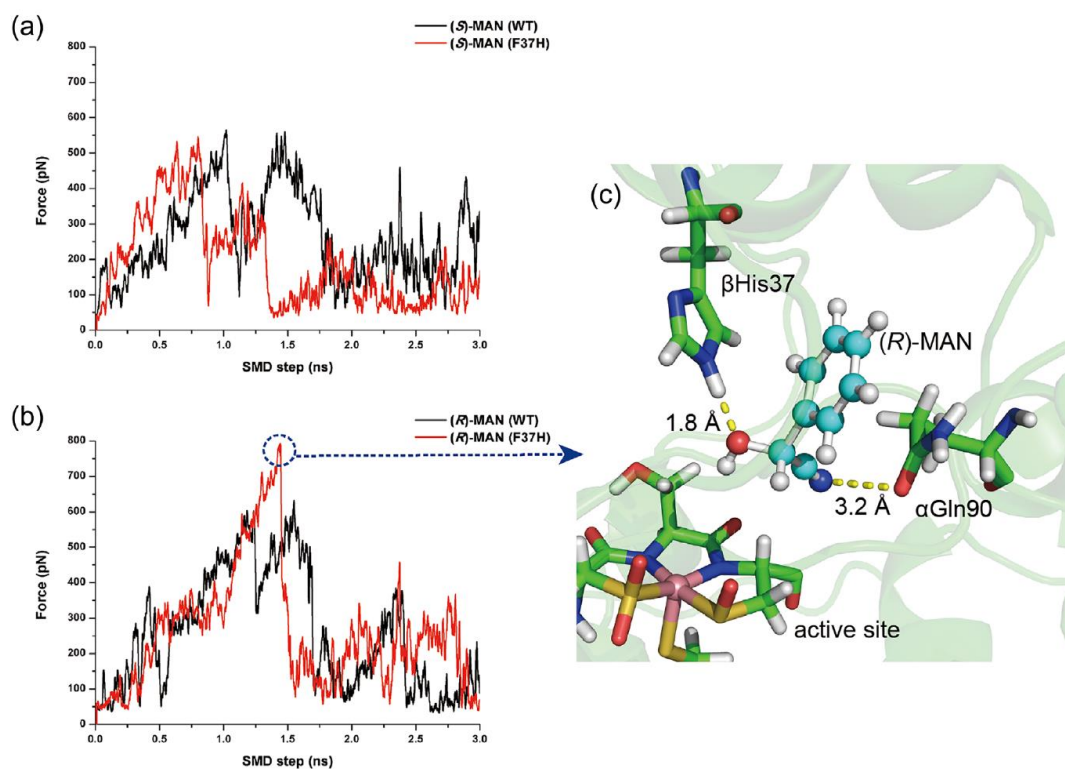 (a)
(S)-MAN (WT)
(S)-MAN (F37H)
800
700
600
500
400
300
200
100
0
Force (pN)
0.0 0.5 1.0 1.5 2.0 2.5 3.0
SMD step (ns)
(b)
(R)-MAN (WT)
(R)-MAN (F37H)
800
700
600
500
400
300
200
100
0
Force (pN)
0.0 0.5 1.0 1.5 2.0 2.5 3.0
SMD step (ns)
(c)
βHis37
(R)-MAN
1.8 Å
3.2 Å
αGln90
active site